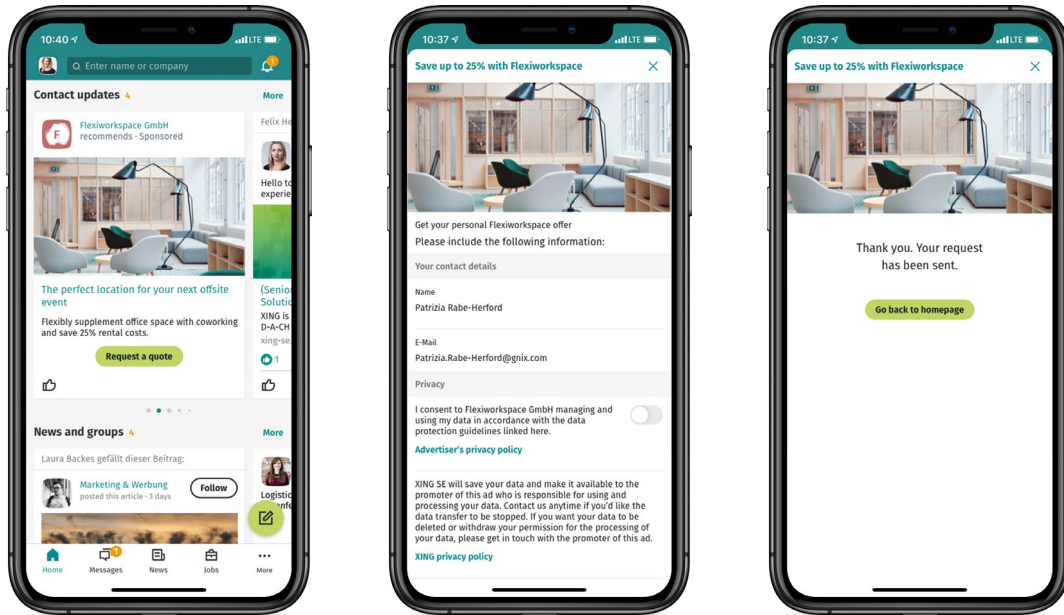 10:40
LTE
Enter name or company
1
Contact updates 4
More
F
Flexiworkspace GmbH
recommends · Sponsored
The perfect location for your next offsite
event
Flexibly supplement office space with coworking
and save 25% rental costs.
Request a quote
Felix He
Hello to
experie
(Senior
Solutio
XING is
D-A-CH
xing-se.
1
News and groups 4
More
Laura Backes gefällt dieser Beitrag:
Marketing & Werbung
posted this article · 3 days
Follow
Logistic
Home
Messages
1
News
Jobs
More
10:37
LTE
Save up to 25% with Flexiworkspace
Get your personal Flexiworkspace offer
Please include the following information:
Your contact details
Name
Patrizia Rabe-Herford
E-Mail
Patrizia.Rabe-Herford@gnix.com
Privacy
I consent to Flexiworkspace GmbH managing and
using my data in accordance with the data
protection guidelines linked here.
Advertiser's privacy policy
XING SE will save your data and make it available to the
promoter of this ad who is responsible for using and
processing your data. Contact us anytime if you'd like the
data transfer to be stopped. If you want your data to be
deleted or withdraw your permission for the processing of
your data, please get in touch with the promoter of this ad.
XING privacy policy
10:37
LTE
Save up to 25% with Flexiworkspace
Thank you. Your request
has been sent.
Go back to homepage